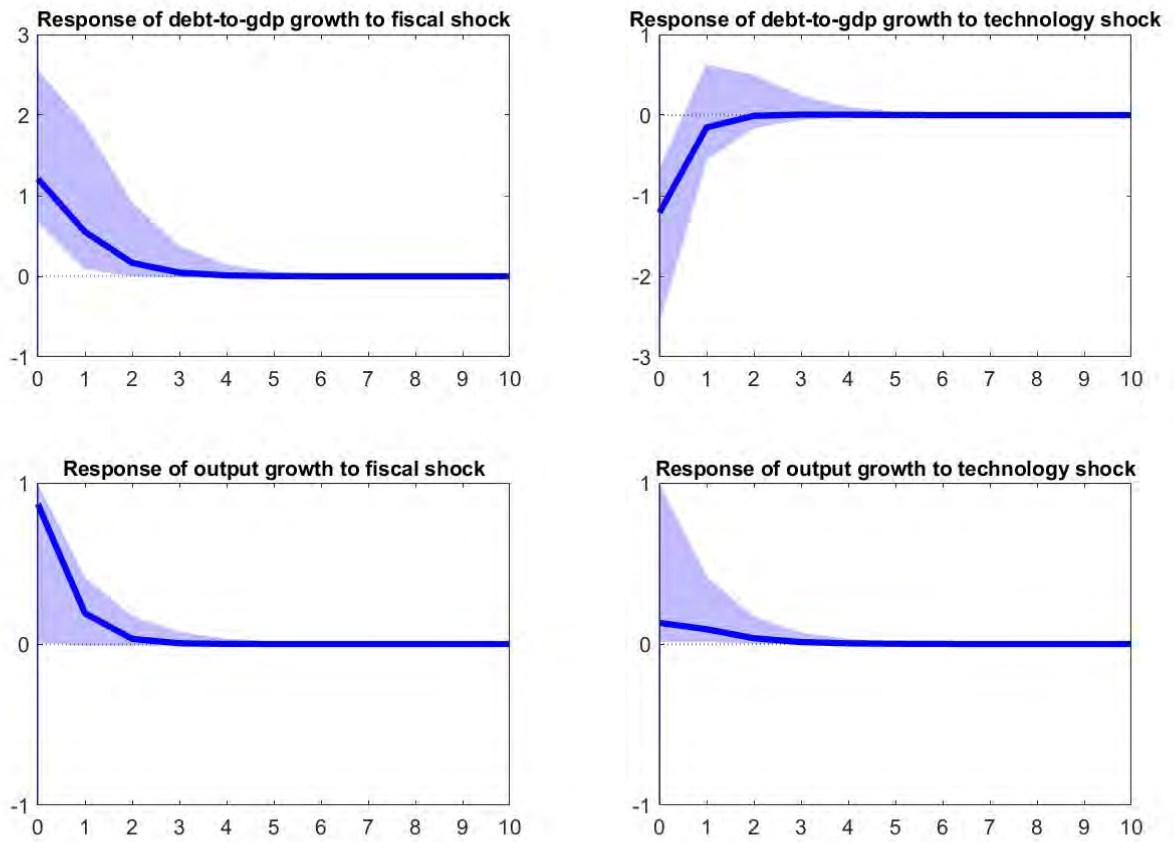 Response of debt-to-gdp growth to fiscal shock
3
2
1
0
-1
0 1 2 3 4 5 6 7 8 9 10
Response of debt-to-gdp growth to technology shock
1
0
-1
-2
-3
0 1 2 3 4 5 6 7 8 9 10
Response of output growth to fiscal shock
1
0
-1
0 1 2 3 4 5 6 7 8 9 10
Response of output growth to technology shock
1
0
-1
0 1 2 3 4 5 6 7 8 9 10